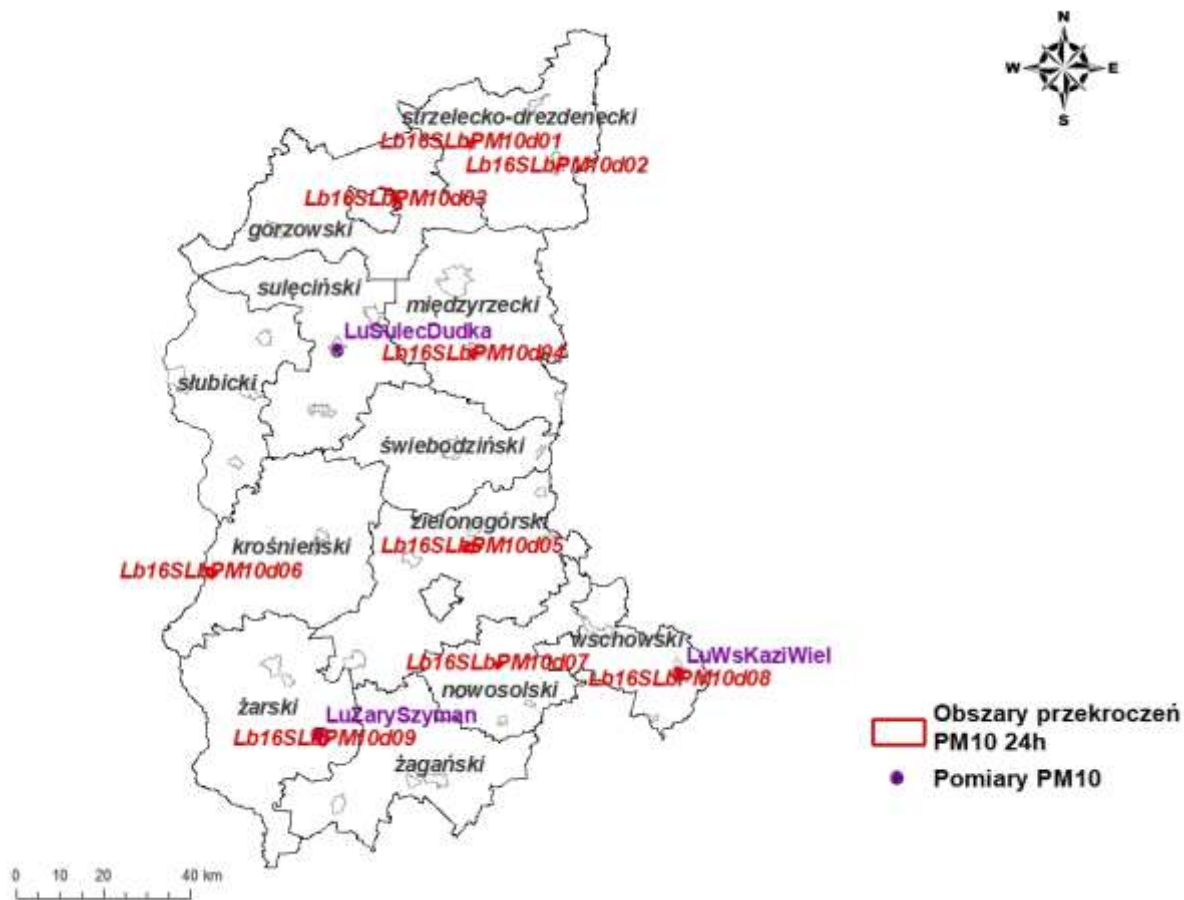 N
W E
S
strzelecko-drezdenecki
Lb16SLbPM10d01
Lb16SLbPM10d02
Lb16SLbPM10d03
gorzowski
sulęciński
międzyrzecki
LuSulecDudka
Lb16SLbPM10d04
słubicki
świebodziński
zielonogórski
Lb16SLbPM10d05
krośnieński
Lb16SLbPM10d06
wschowski
LuWsKaziWiel
Lb16SLbPM10d07
Lb16SLbPM10d08
nowosolski
żarski
LuZarySzyman
Lb16SLbPM10d09
żagański
Obszary przekroczeń
PM10 24h
Pomiary PM10
0 10 20 40 km